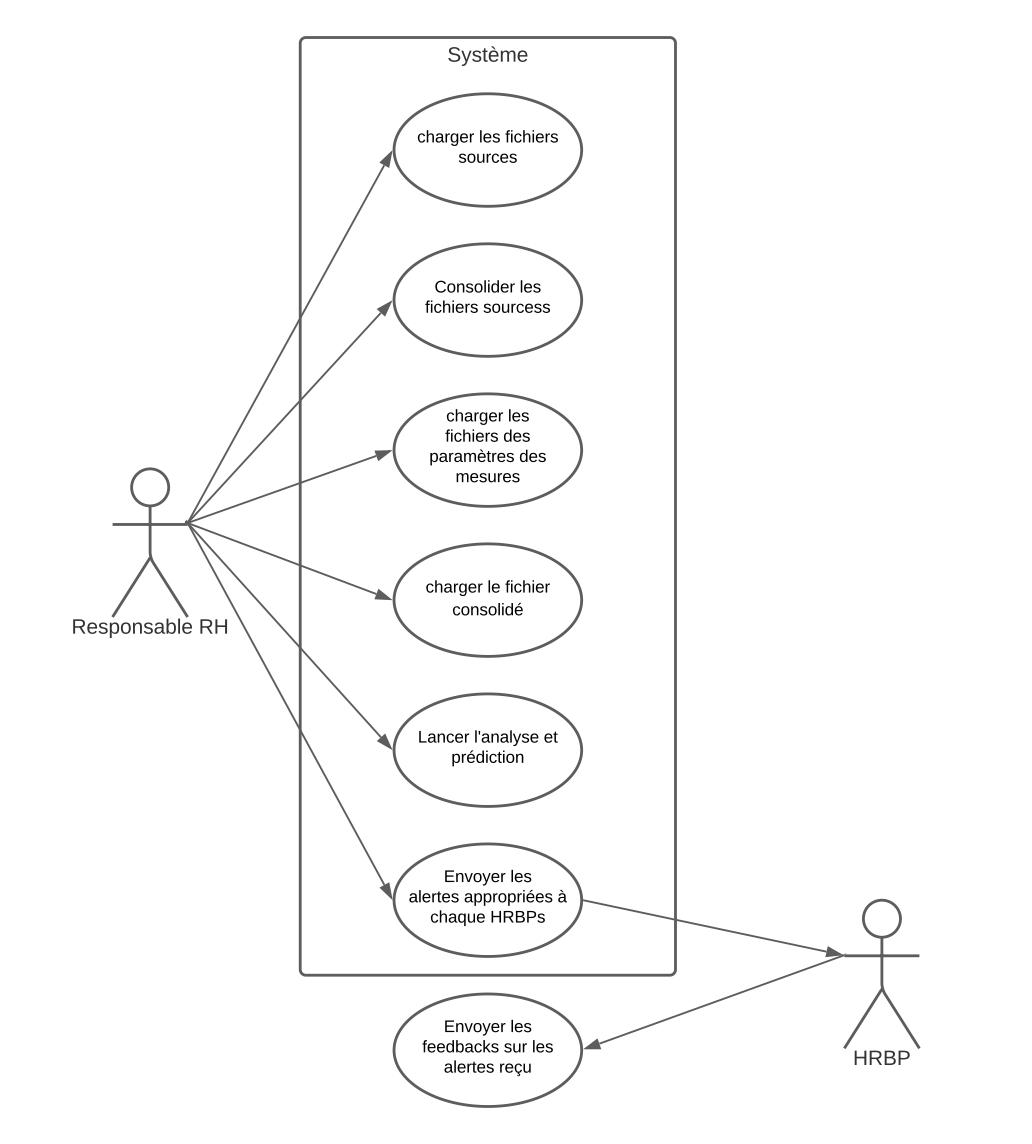 Système
charger les fichiers
sources
Consolider les
fichiers sourcess
charger les
fichiers des
paramètres des
mesures
Responsable RH
charger le fichier
consolidé
Lancer l'analyse et
prédiction
Envoyer les
alertes appropriées à
chaque HRBPs
Envoyer les
feedbacks sur les
alertes reçu
HRBP